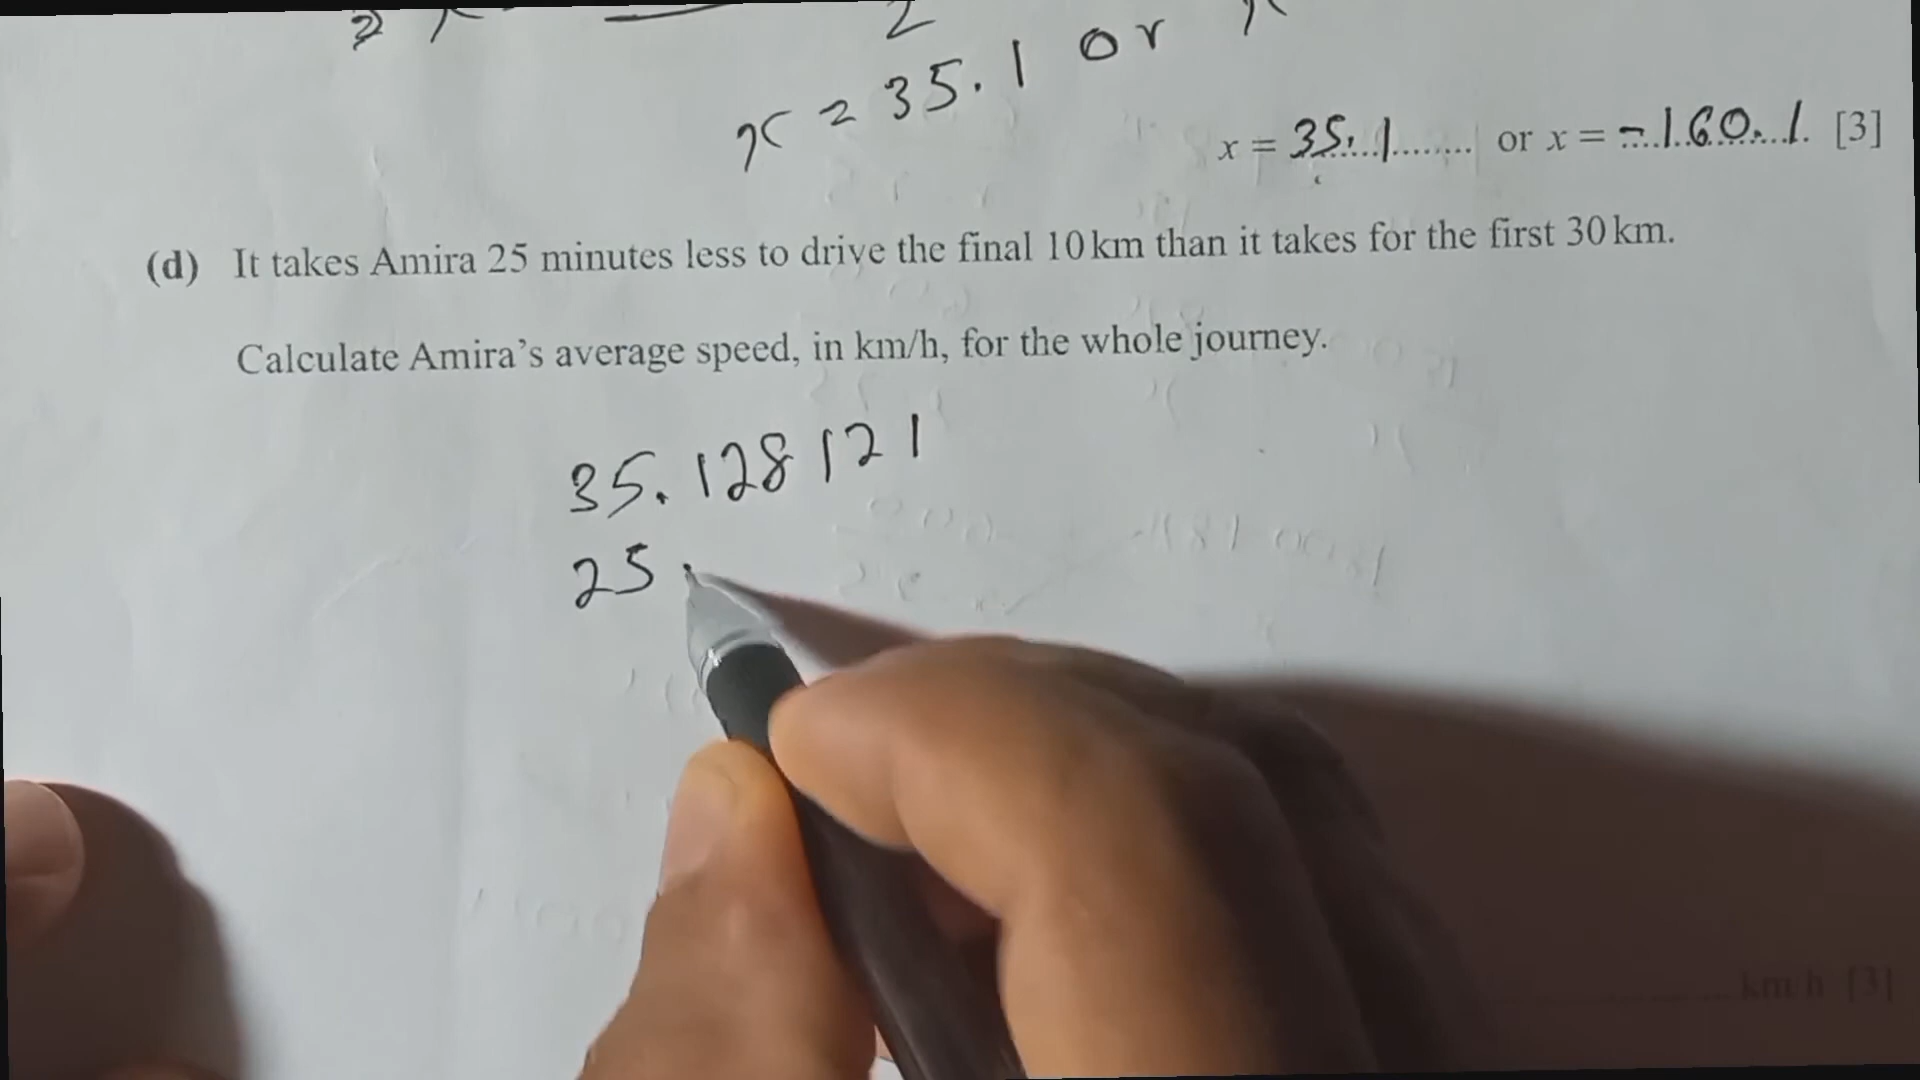 2
x = 35.1 or x
x = 35.1 or x = -160.1 [3]
(d) It takes Amira 25 minutes less to drive the final 10 km than it takes for the first 30 km.
Calculate Amira's average speed, in km/h, for the whole journey.
35.128121
25.
km/h [3]